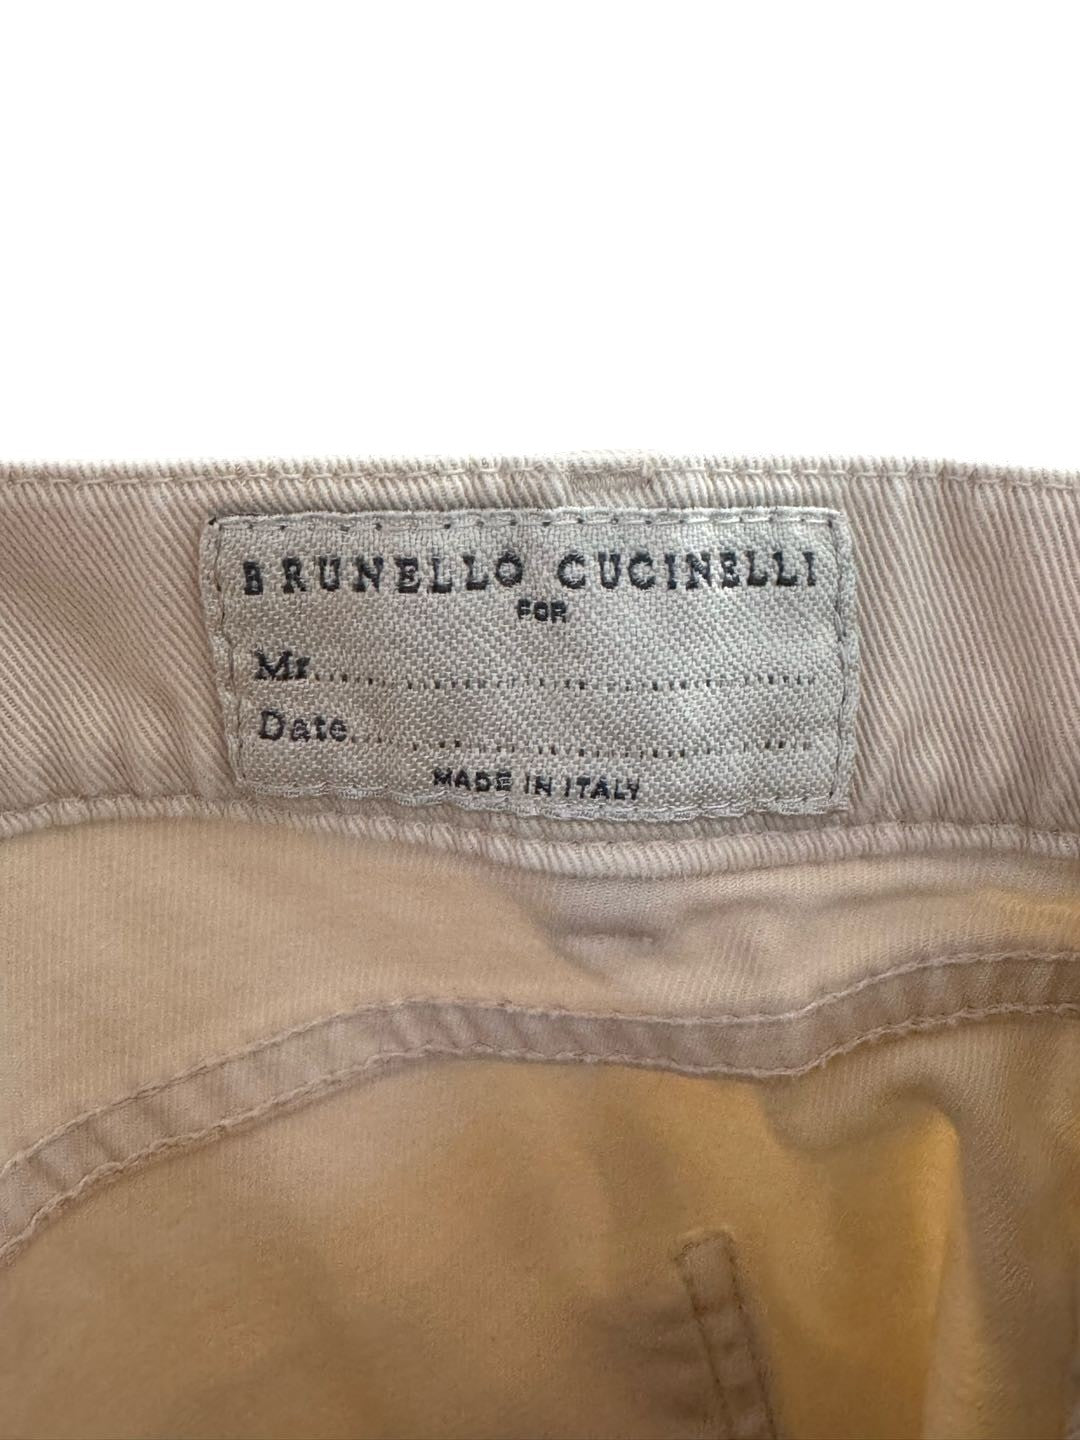 BRUNELLO CUCINELLI
FOR
Mr......................................................
Date..................................................
MADE IN ITALY